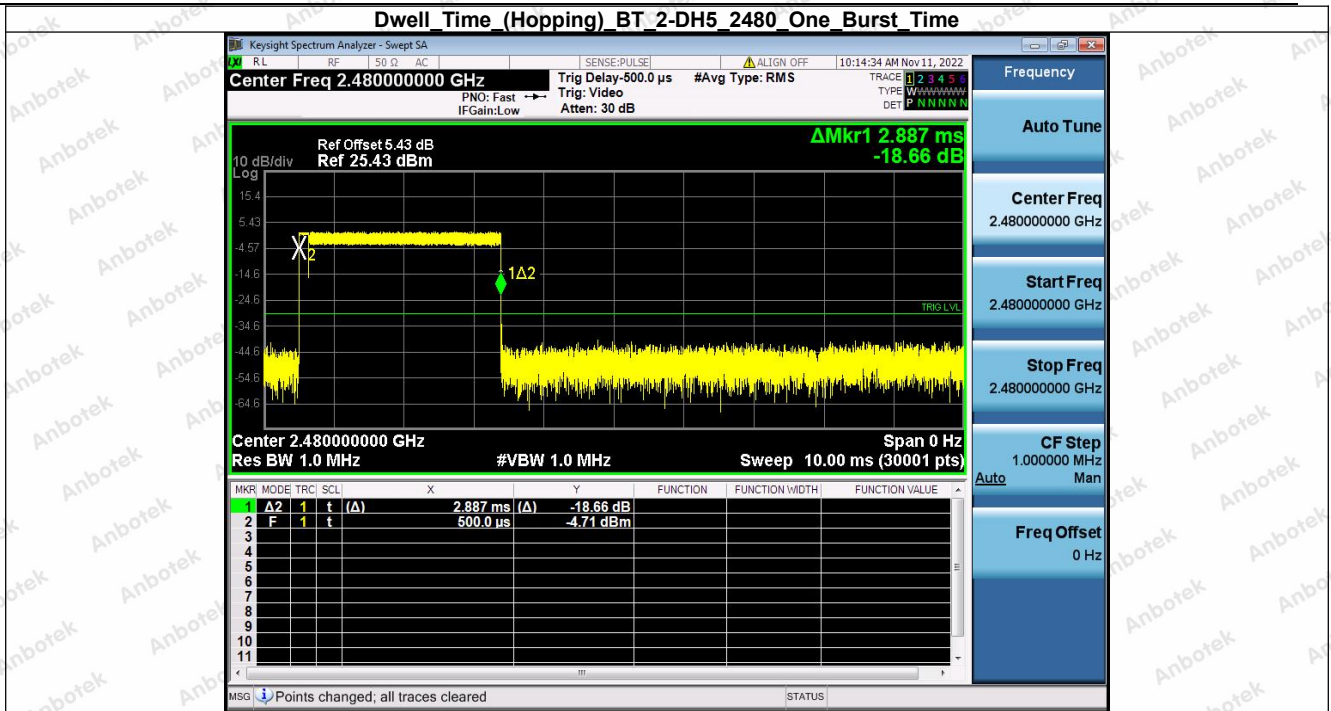 Dwell_Time_(Hopping)_BT_2-DH5_2480_One_Burst_Time
Keysight Spectrum Analyzer - Swept SA
LXI RL RF 50 Ω AC SENSE:PULSE ALIGN OFF 10:14:34 AM Nov 11, 2022
Center Freq 2.480000000 GHz
PNO: Fast
IFGain:Low
Trig Delay-500.0 µs
Trig: Video
Atten: 30 dB
#Avg Type: RMS
TRACE 1 2 3 4 5 6
TYPE WWWWWW
DET P N N N N N
Ref Offset 5.43 dB
10 dB/div Ref 25.43 dBm
Log
ΔMkr1 2.887 ms
-18.66 dB
15.4
5.43
-4.57
-14.6
-24.6
-34.6
-44.6
-54.6
-64.6
X2
1Δ2
TRIG LVL
Center 2.480000000 GHz Span 0 Hz
Res BW 1.0 MHz #VBW 1.0 MHz Sweep 10.00 ms (30001 pts)
MKR MODE TRC SCL X Y FUNCTION FUNCTION WIDTH FUNCTION VALUE
1 Δ2 1 t (Δ) 2.887 ms (Δ) -18.66 dB
2 F 1 t 500.0 µs -4.71 dBm
3
4
5
6
7
8
9
10
11
MSG Points changed; all traces cleared STATUS
Frequency
Auto Tune
Center Freq
2.480000000 GHz
Start Freq
2.480000000 GHz
Stop Freq
2.480000000 GHz
CF Step
1.000000 MHz
Auto Man
Freq Offset
0 Hz
Anbotek